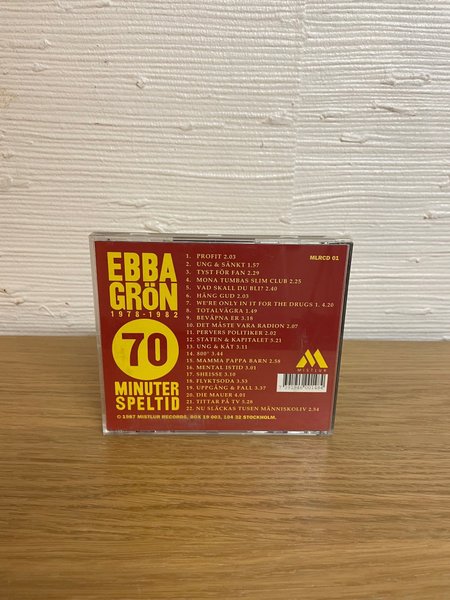 EBBA
GRÖN
1978-1982
70
MINUTER
SPELTID
1. PROFIT 2.03
2. UNG & SÄNKT 1.57
3. TYST FÖR FAN 2.29
4. MONA TUMBAS SLIM CLUB 2.25
5. VAD SKALL DU BLI? 2.40
6. HÄNG GUD 2.03
7. WE'RE ONLY IN IT FOR THE DRUGS 1. 4.20
8. TOTALVÄGRA 1.49
9. BEVÄPNA ER 3.18
10. DET MÅSTE VARA RADION 2.07
11. PERVERS POLITIKER 2.02
12. STATEN & KAPITALET 5.21
13. UNG & KÅT 3.11
14. 800° 3.44
15. MAMMA PAPPA BARN 2.58
16. MENTAL ISTID 3.01
17. SHEISSE 3.10
18. FLYKTSODA 3.53
19. UPPGÅNG & FALL 3.37
20. DIE MAUER 4.01
21. TITTAR PÅ TV 5.28
22. NU SLÄCKAS TUSEN MÄNNISKOLIV 2.54
MLRCD 01
MISTLUR
© 1987 MISTLUR RECORDS, BOX 19 003, 104 32 STOCKHOLM.